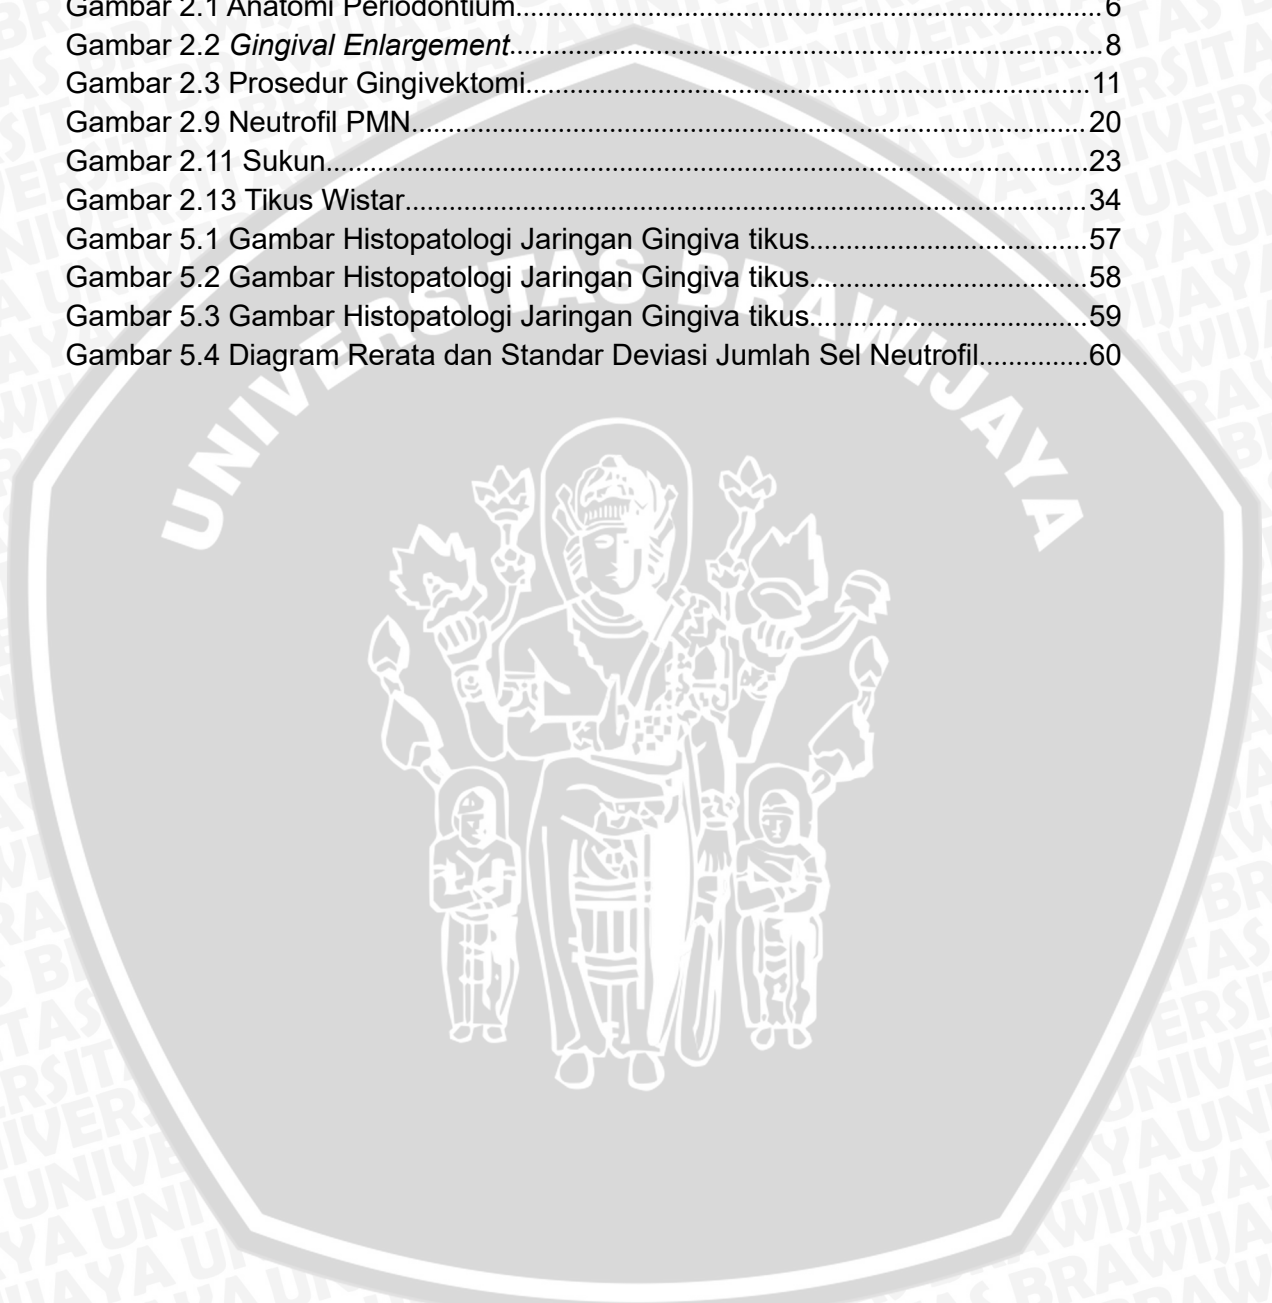 Gambar 2.1 Anatomi Periodontium........................................................................6
Gambar 2.2 Gingival Enlargement.........................................................................8
Gambar 2.3 Prosedur Gingivektomi.....................................................................11
Gambar 2.9 Neutrofil PMN...................................................................................20
Gambar 2.11 Sukun.............................................................................................23
Gambar 2.13 Tikus Wistar....................................................................................34
Gambar 5.1 Gambar Histopatologi Jaringan Gingiva tikus..................................57
Gambar 5.2 Gambar Histopatologi Jaringan Gingiva tikus..................................58
Gambar 5.3 Gambar Histopatologi Jaringan Gingiva tikus..................................59
Gambar 5.4 Diagram Rerata dan Standar Deviasi Jumlah Sel Neutrofil.............60
UNIVERSITAS BRAWIJAYA